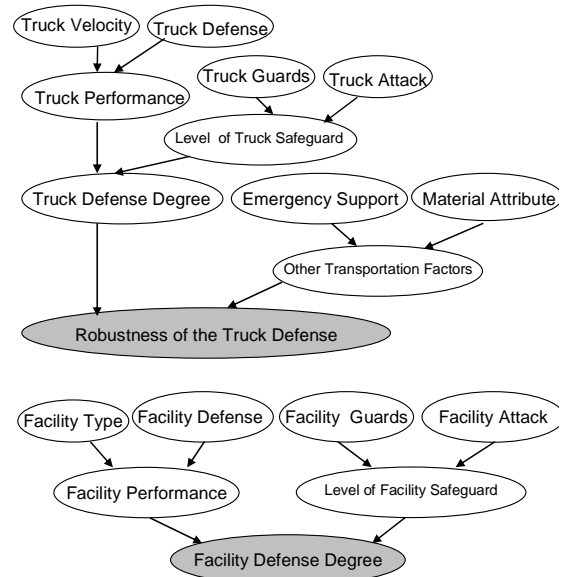 Truck Velocity
Truck Defense
Truck Guards
Truck Attack
Truck Performance
Level of Truck Safeguard
Truck Defense Degree
Emergency Support
Material Attribute
Other Transportation Factors
Robustness of the Truck Defense
Facility Type
Facility Defense
Facility Guards
Facility Attack
Facility Performance
Level of Facility Safeguard
Facility Defense Degree